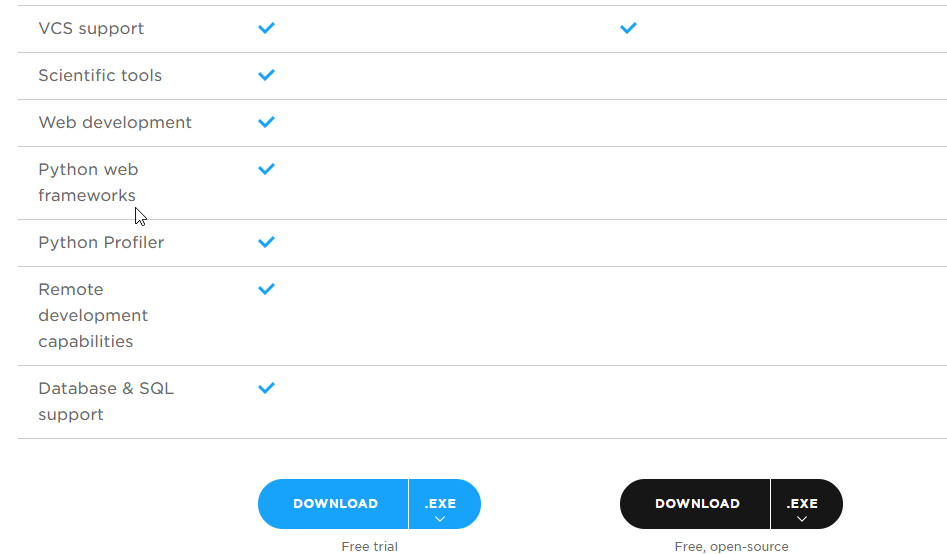 VCS support
Scientific tools
Web development
Python web
frameworks
Python Profiler
Remote
development
capabilities
Database & SQL
support
DOWNLOAD .EXE DOWNLOAD .EXE
Free trial Free, open-source